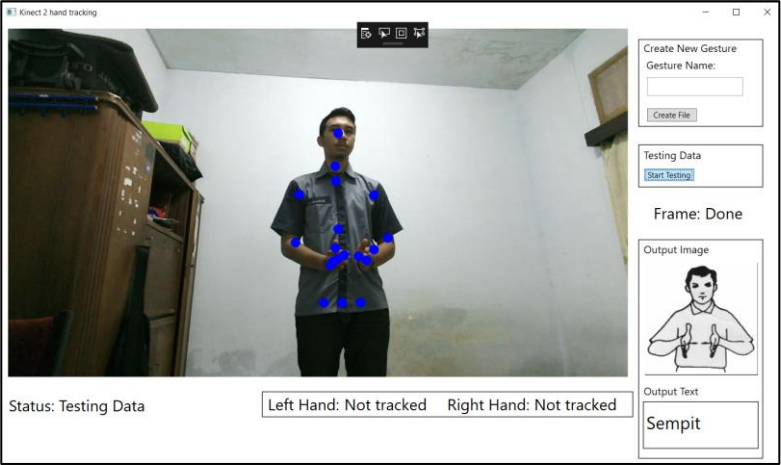 Kinect 2 hand tracking
Create New Gesture
Gesture Name:
Create File
Testing Data
Start Testing
Frame: Done
Output Image
Output Text
Sempit
Status: Testing Data
Left Hand: Not tracked Right Hand: Not tracked